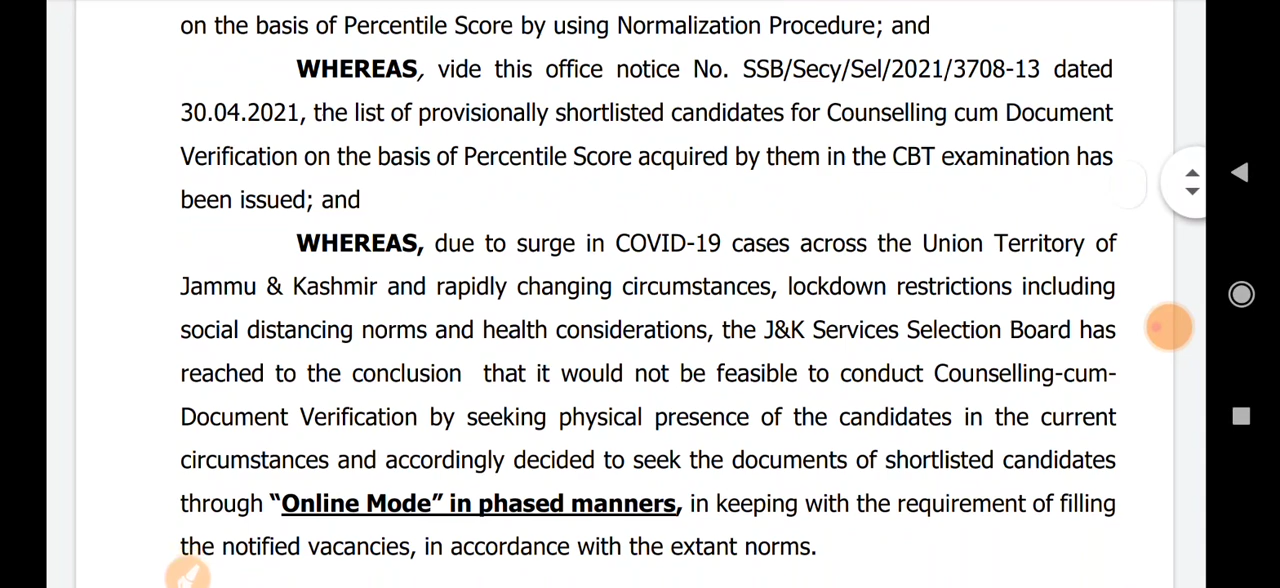 on the basis of Percentile Score by using Normalization Procedure; and
WHEREAS, vide this office notice No. SSB/Secy/Sel/2021/3708-13 dated
30.04.2021, the list of provisionally shortlisted candidates for Counselling cum Document
Verification on the basis of Percentile Score acquired by them in the CBT examination has
been issued; and
WHEREAS, due to surge in COVID-19 cases across the Union Territory of
Jammu & Kashmir and rapidly changing circumstances, lockdown restrictions including
social distancing norms and health considerations, the J&K Services Selection Board has
reached to the conclusion that it would not be feasible to conduct Counselling-cum-
Document Verification by seeking physical presence of the candidates in the current
circumstances and accordingly decided to seek the documents of shortlisted candidates
through “Online Mode” in phased manners, in keeping with the requirement of filling
the notified vacancies, in accordance with the extant norms.